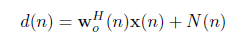 d(n) = w_o^H(n)x(n) + N(n)